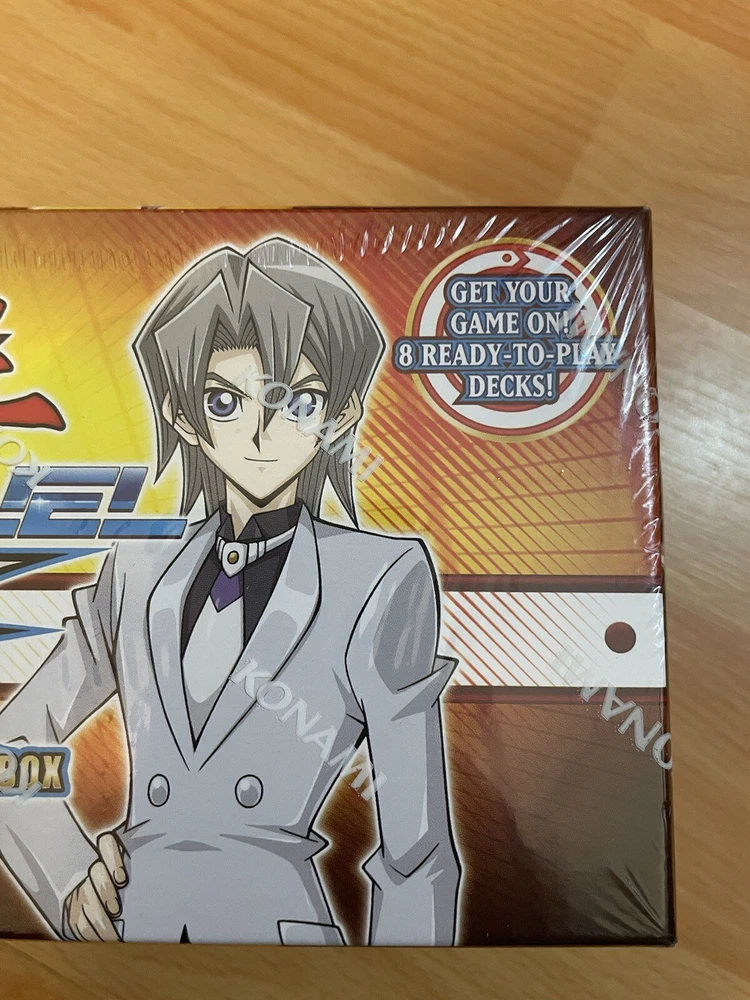 GET YOUR
GAME ON!
8 READY-TO-PLAY
DECKS!
KONAMI
KONAMI
KONAMI
BOX